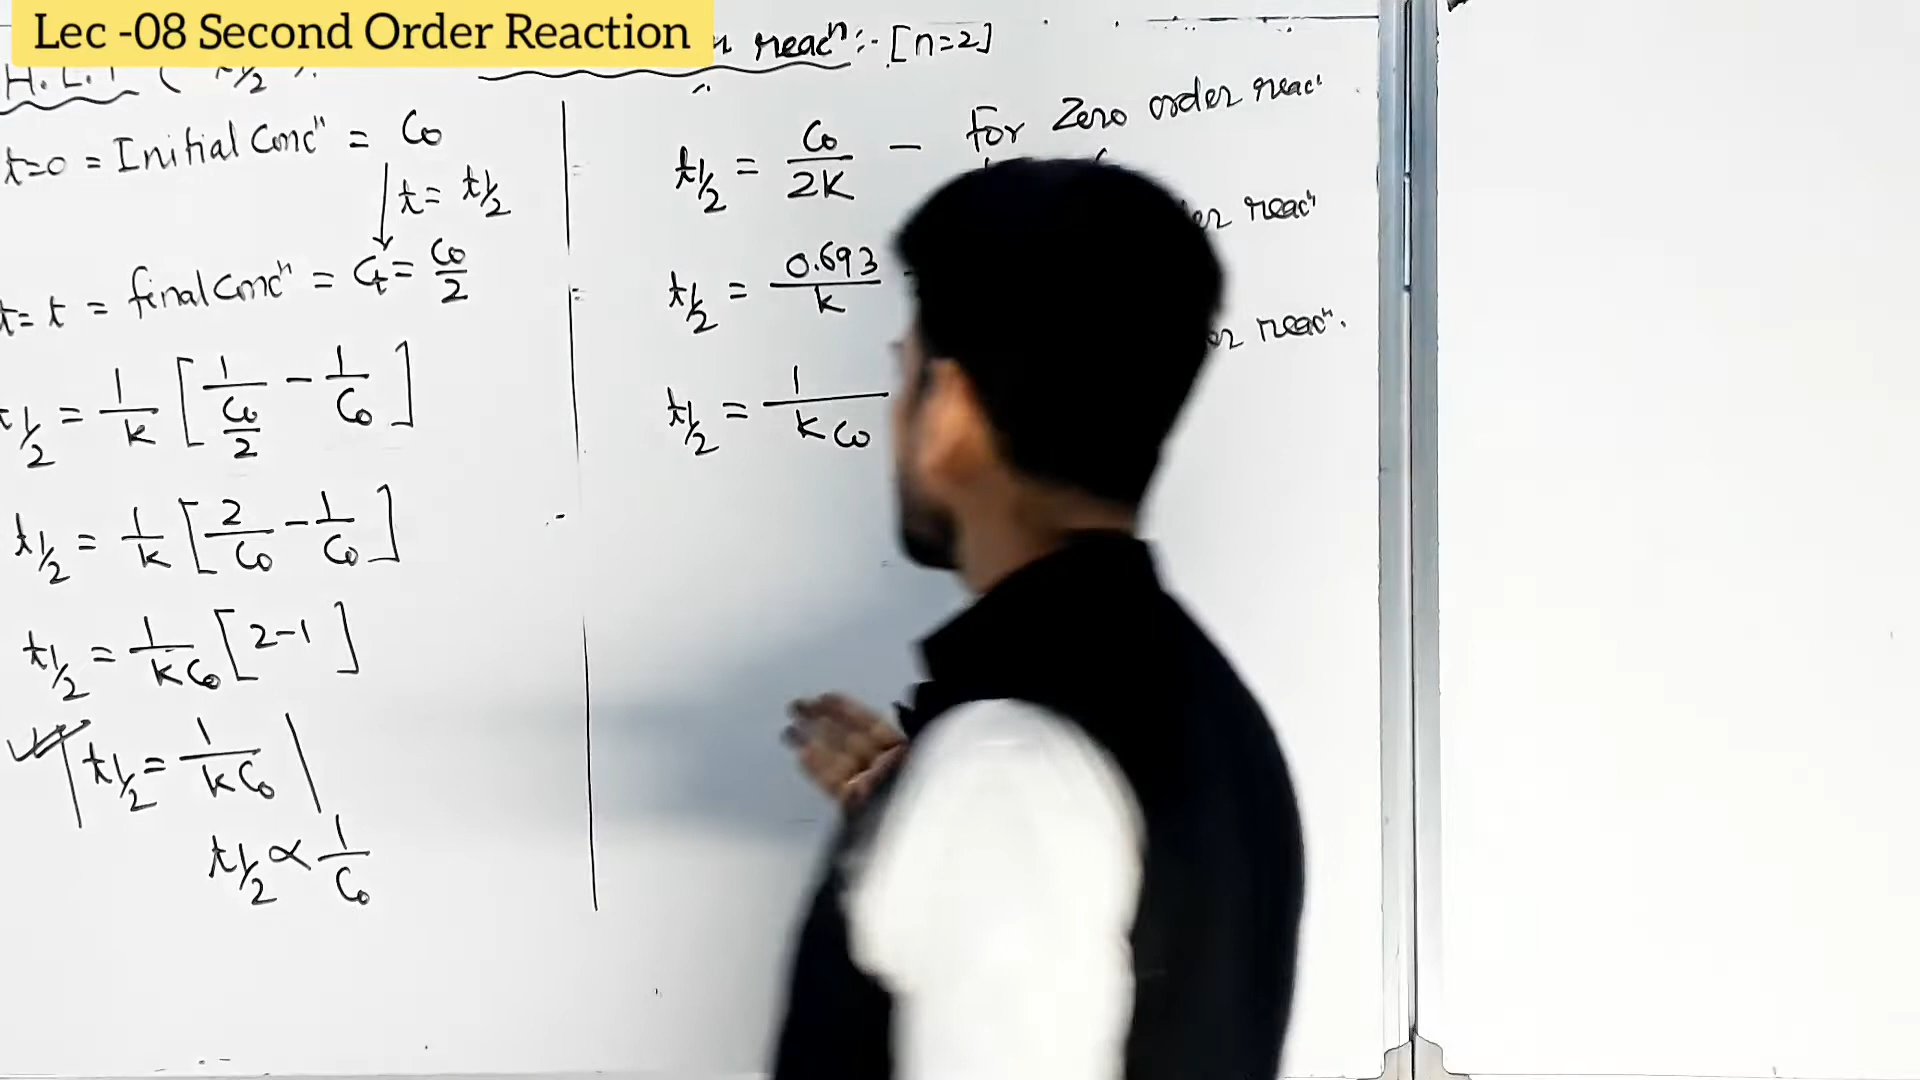 Lec -08 Second Order Reaction
reacⁿ :- [n=2]
H.L.T ( t1/2 ):
t=0 = Initial Concⁿ = C₀
t = t1/2
t = t = final concⁿ = Cₜ = C₀/2
t1/2 = 1/k [ 1/(C₀/2) - 1/C₀ ]
t1/2 = 1/k [ 2/C₀ - 1/C₀ ]
t1/2 = 1/kC₀ [ 2-1 ]
t1/2 = 1/kC₀
t1/2 ∝ 1/C₀
t1/2 = C₀/2K - For Zero order reacⁿ
t1/2 = 0.693/k - reacⁿ
t1/2 = 1/kC₀ reacⁿ.